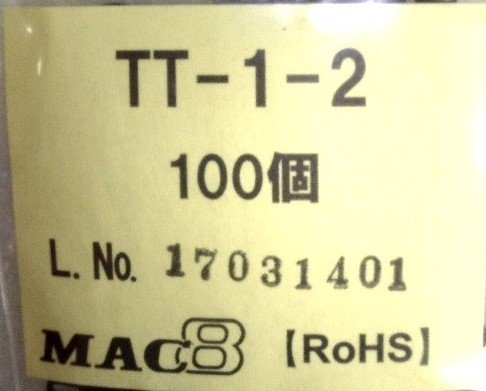 TT-1-2
100個
L. No. 17031401
MAC8 【RoHS】